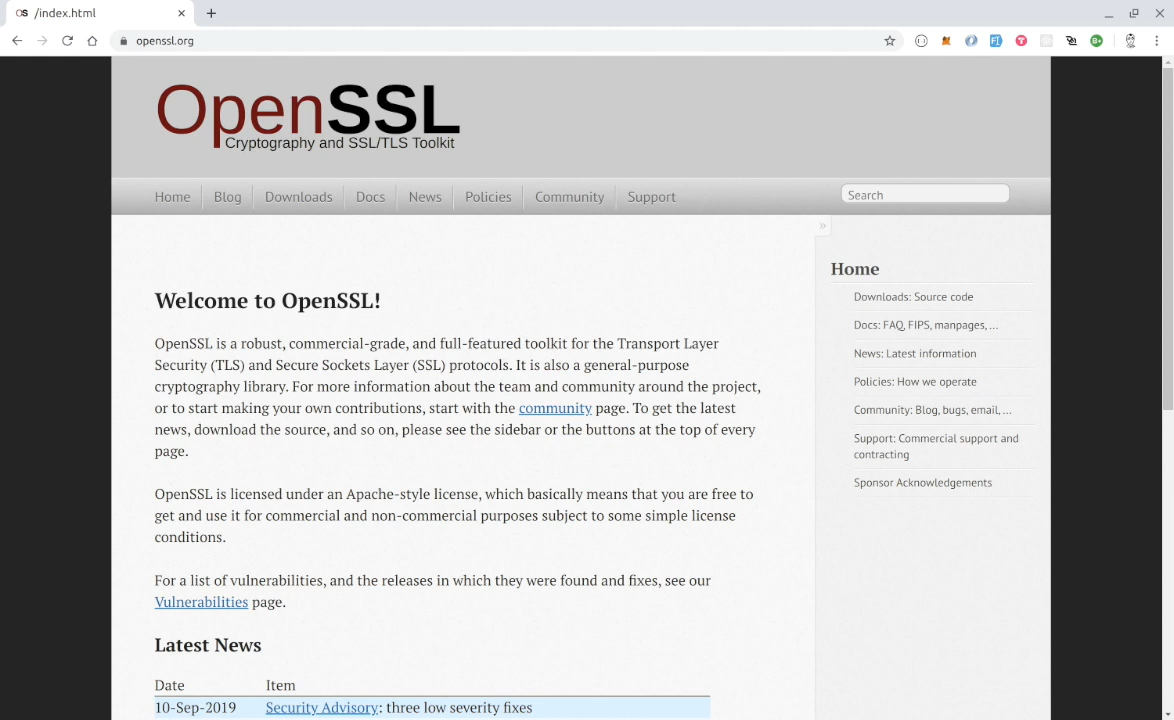 /index.html
openssl.org
OpenSSL
Cryptography and SSL/TLS Toolkit
Home Blog Downloads Docs News Policies Community Support
Search
»
Welcome to OpenSSL!
OpenSSL is a robust, commercial-grade, and full-featured toolkit for the Transport Layer
Security (TLS) and Secure Sockets Layer (SSL) protocols. It is also a general-purpose
cryptography library. For more information about the team and community around the project,
or to start making your own contributions, start with the community page. To get the latest
news, download the source, and so on, please see the sidebar or the buttons at the top of every
page.
OpenSSL is licensed under an Apache-style license, which basically means that you are free to
get and use it for commercial and non-commercial purposes subject to some simple license
conditions.
For a list of vulnerabilities, and the releases in which they were found and fixes, see our
Vulnerabilities page.
Latest News
Date Item
10-Sep-2019 Security Advisory: three low severity fixes
Home
Downloads: Source code
Docs: FAQ, FIPS, manpages, ...
News: Latest information
Policies: How we operate
Community: Blog, bugs, email, ...
Support: Commercial support and
contracting
Sponsor Acknowledgements